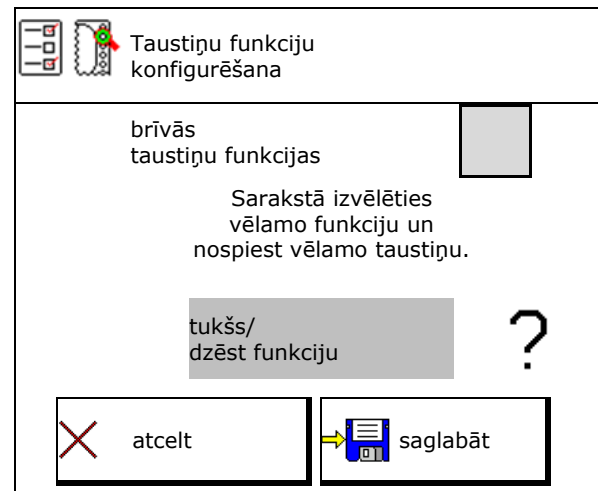 Taustiņu funkciju
konfigurēšana
brīvās
taustiņu funkcijas
Sarakstā izvēlēties
vēlamo funkciju un
nospiest vēlamo taustiņu.
tukšs/
dzēst funkciju
?
atcelt
saglabāt